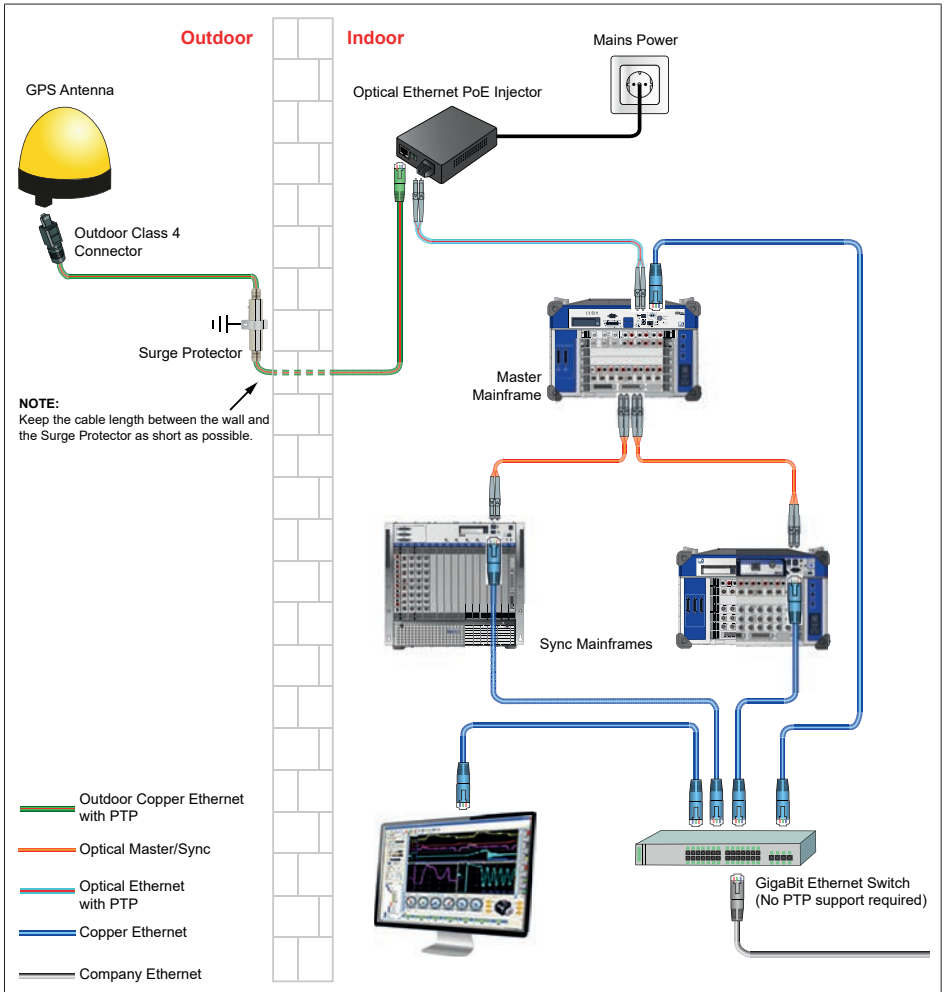 Outdoor
Indoor
Mains Power
GPS Antenna
Optical Ethernet PoE Injector
Outdoor Class 4
Connector
Surge Protector
Master
Mainframe
NOTE:
Keep the cable length between the wall and
the Surge Protector as short as possible.
Sync Mainframes
Outdoor Copper Ethernet
with PTP
Optical Master/Sync
Optical Ethernet
with PTP
Copper Ethernet
Company Ethernet
GigaBit Ethernet Switch
(No PTP support required)